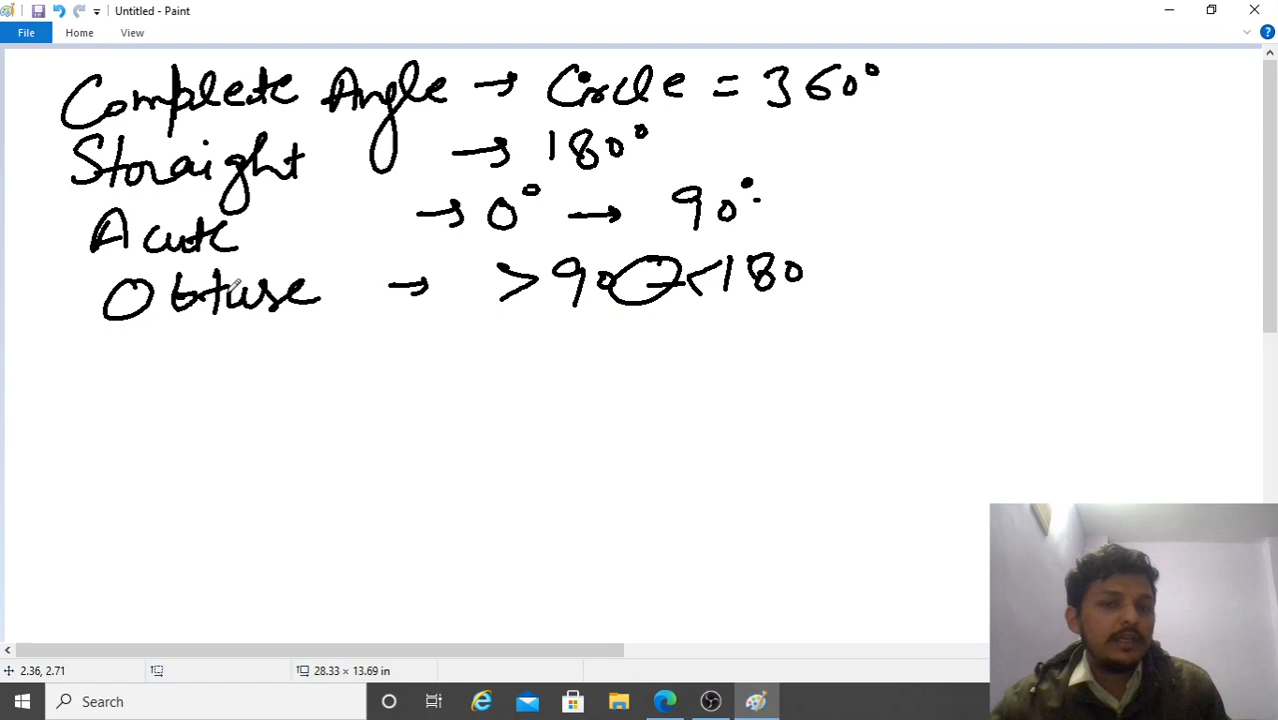 Untitled - Paint
File Home View
Complete Angle → Circle = 360°
Storaight → 180°
Acute → 0° → 90°
Obtuse → >90 <180
2.36, 2.71
28.33 × 13.69 in
Search